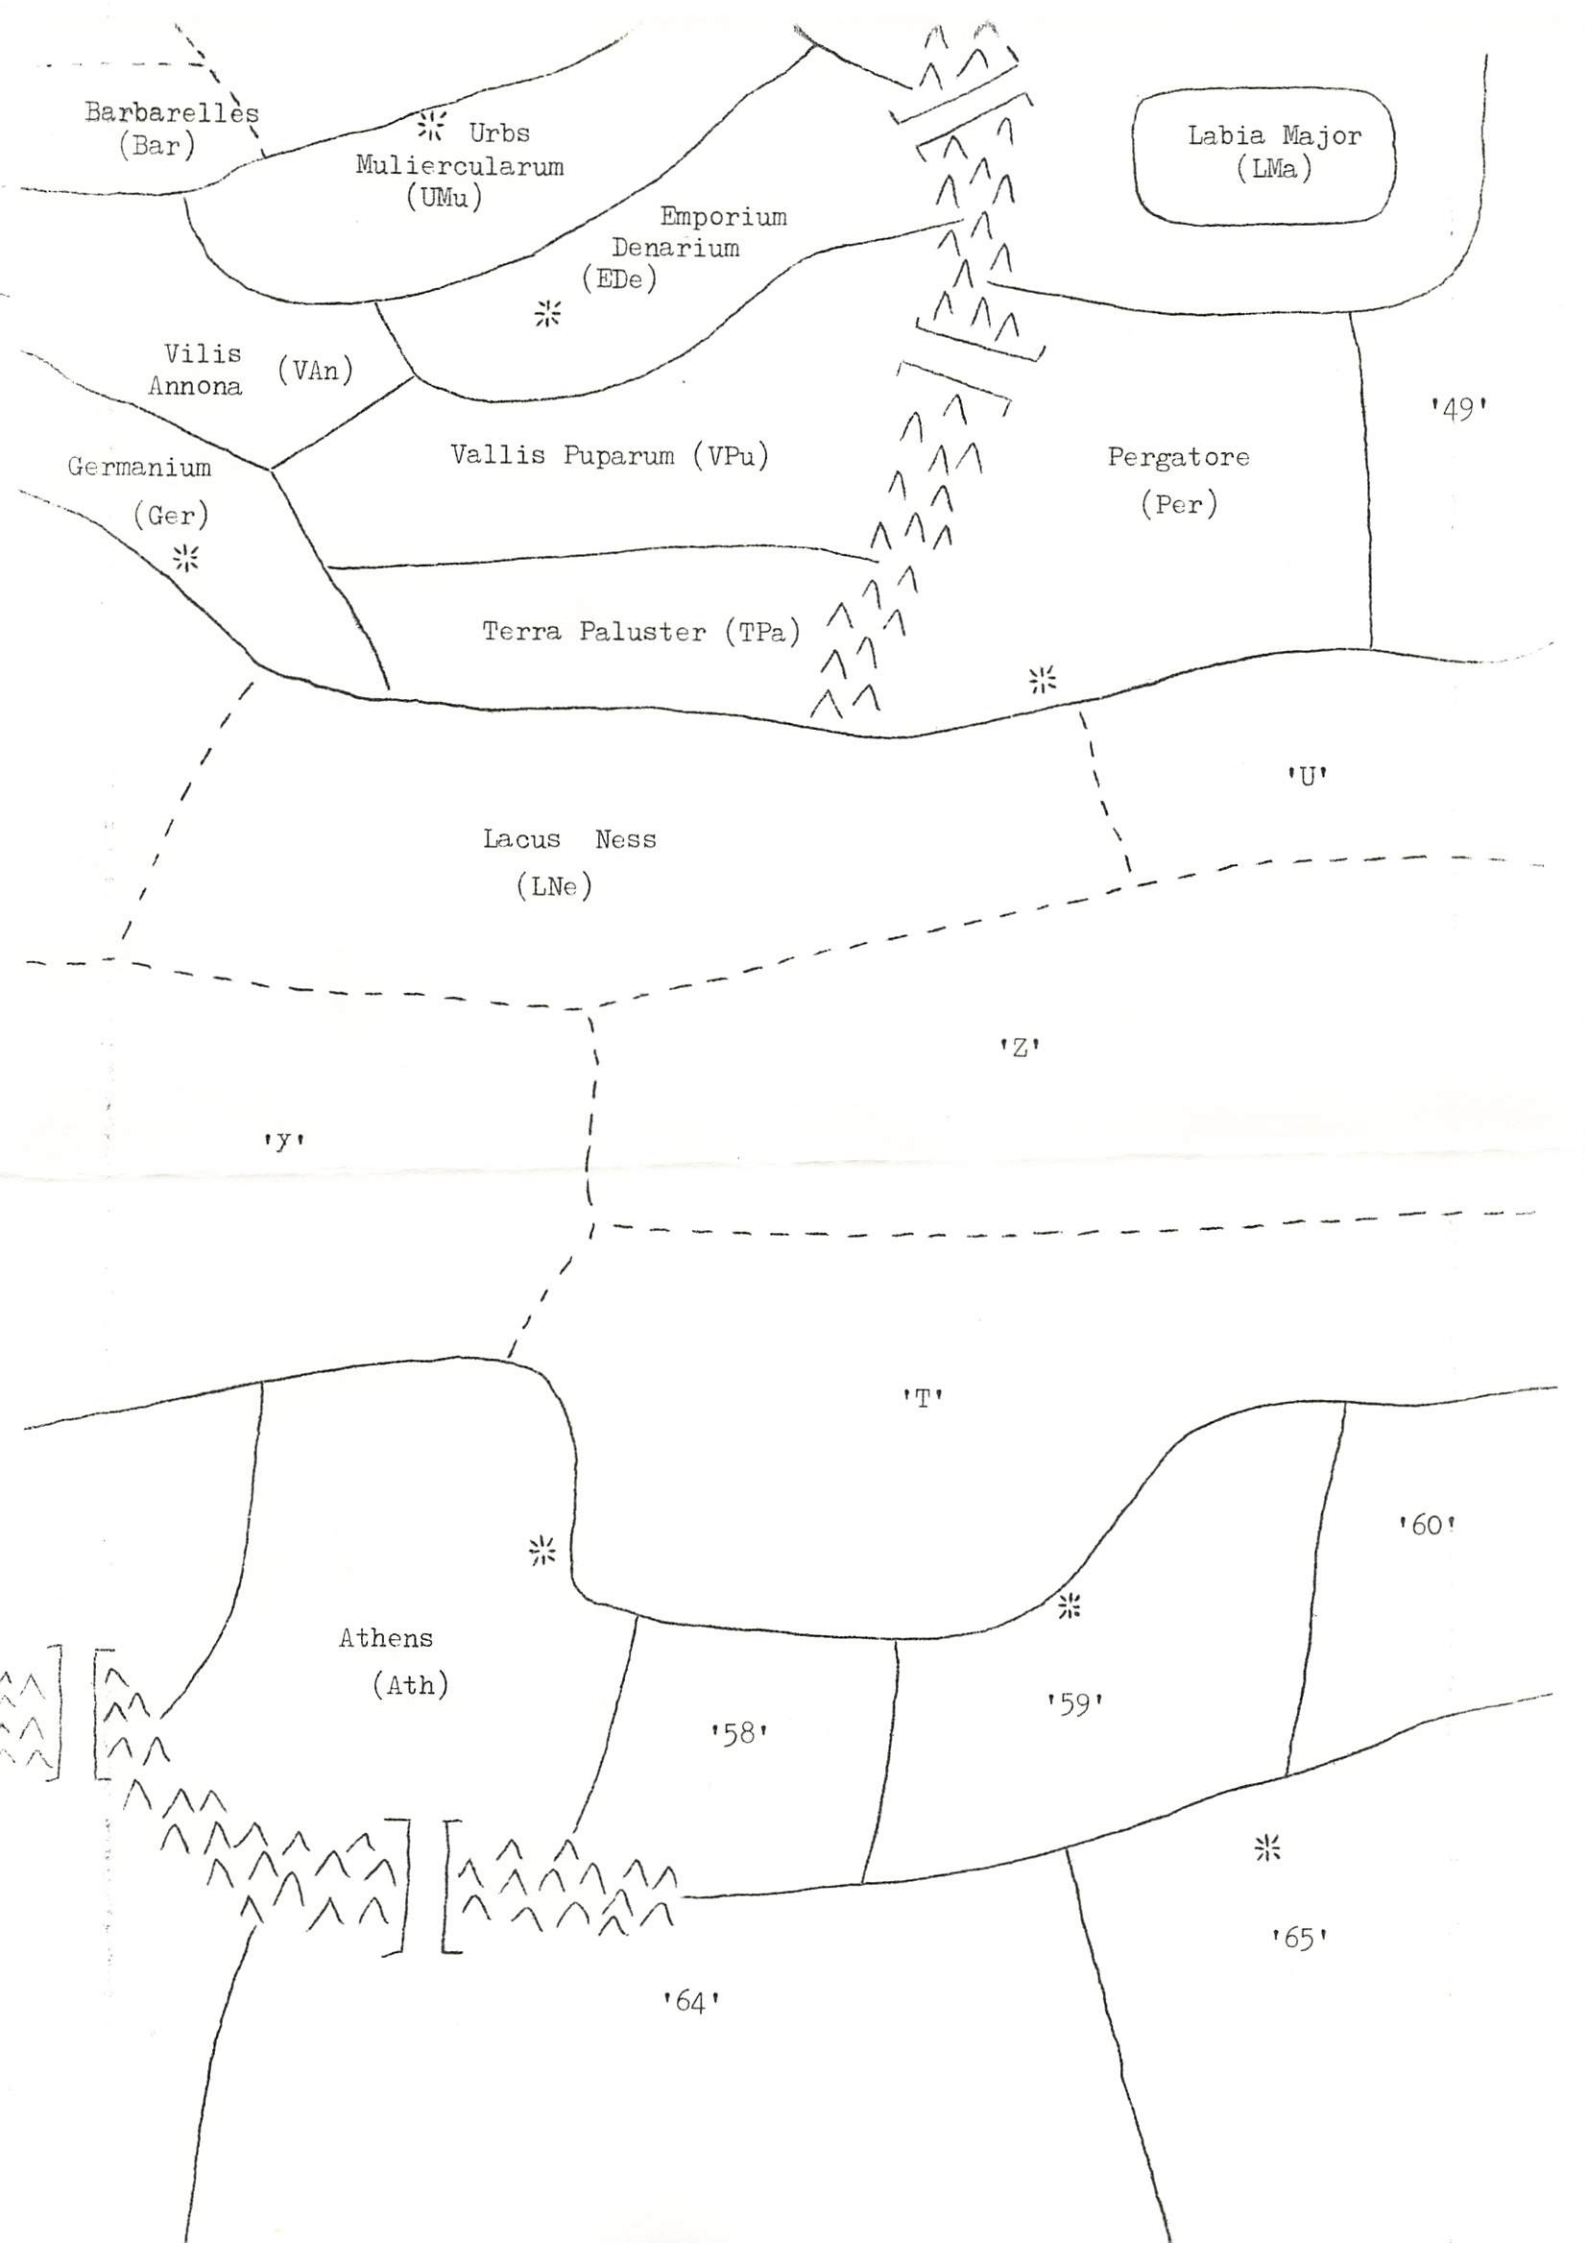 Barbarelles
(Bar)
Urbs
Muliercularum
(UMu)
Labia Major
(LMa)
Emporium
Denarium
(EDe)
Vilis
Annona
(VAn)
'49'
Vallis Puparum (VPu)
Pergatore
(Per)
Germanium
(Ger)
Terra Paluster (TPa)
'U'
Lacus Ness
(LNe)
'Z'
'Y'
'T'
'60'
Athens
(Ath)
'59'
'58'
'65'
'64'